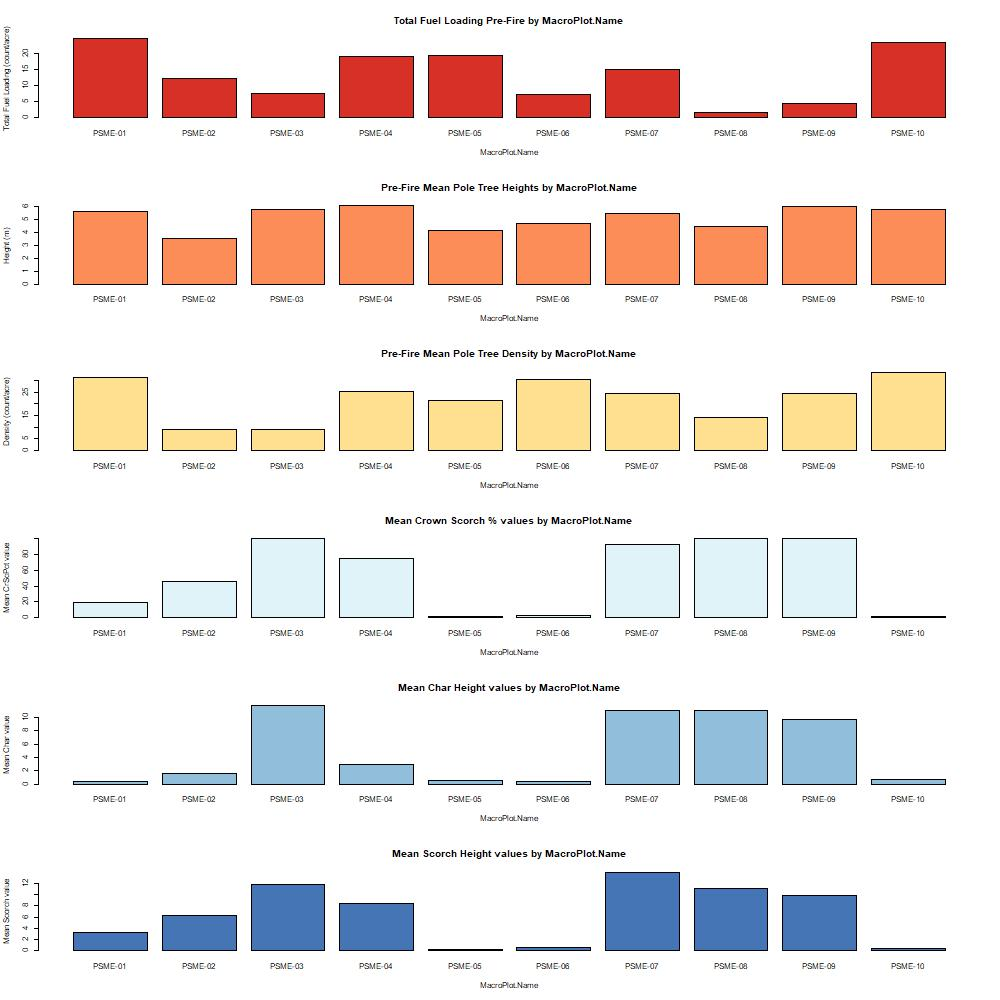 Total Fuel Loading Pre-Fire by MacroPlot.Name
Total Fuel Loading (count/acre)
0 5 10 15 20
PSME-01 PSME-02 PSME-03 PSME-04 PSME-05 PSME-06 PSME-07 PSME-08 PSME-09 PSME-10
MacroPlot.Name
Pre-Fire Mean Pole Tree Heights by MacroPlot.Name
Height (m)
0 1 2 3 4 5 6
PSME-01 PSME-02 PSME-03 PSME-04 PSME-05 PSME-06 PSME-07 PSME-08 PSME-09 PSME-10
MacroPlot.Name
Pre-Fire Mean Pole Tree Density by MacroPlot.Name
Density (count/acre)
0 5 15 25
PSME-01 PSME-02 PSME-03 PSME-04 PSME-05 PSME-06 PSME-07 PSME-08 PSME-09 PSME-10
MacroPlot.Name
Mean Crown Scorch % values by MacroPlot.Name
Mean CrScPct value
0 20 40 60 80
PSME-01 PSME-02 PSME-03 PSME-04 PSME-05 PSME-06 PSME-07 PSME-08 PSME-09 PSME-10
MacroPlot.Name
Mean Char Height values by MacroPlot.Name
Mean Char value
0 2 4 6 8 10
PSME-01 PSME-02 PSME-03 PSME-04 PSME-05 PSME-06 PSME-07 PSME-08 PSME-09 PSME-10
MacroPlot.Name
Mean Scorch Height values by MacroPlot.Name
Mean Scorch value
0 2 4 6 8 12
PSME-01 PSME-02 PSME-03 PSME-04 PSME-05 PSME-06 PSME-07 PSME-08 PSME-09 PSME-10
MacroPlot.Name